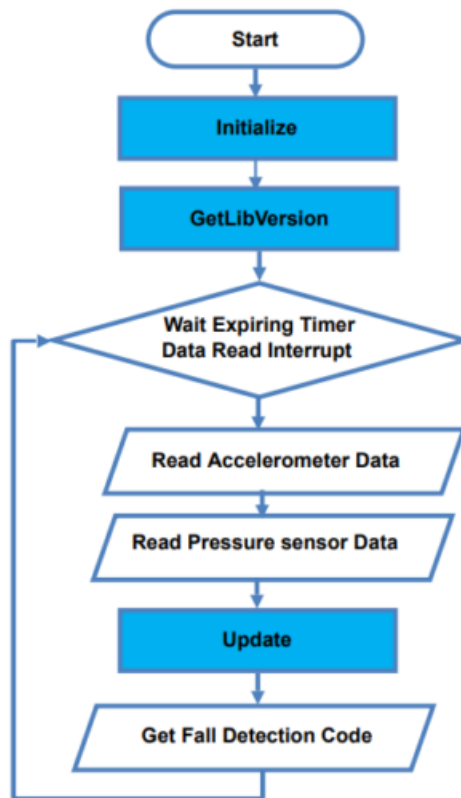 Start
Initialize
GetLibVersion
Wait Expiring Timer
Data Read Interrupt
Read Accelerometer Data
Read Pressure sensor Data
Update
Get Fall Detection Code